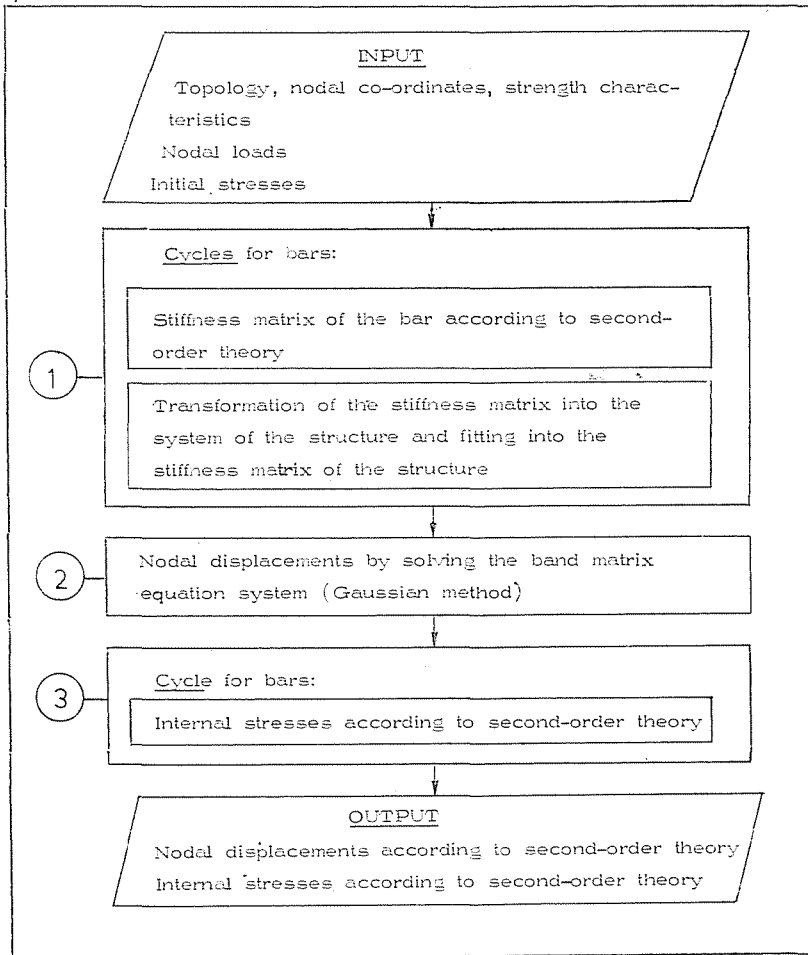 INPUT
Topology, nodal co-ordinates, strength charac-
teristics
Nodal loads
Initial stresses
Cycles for bars:
Stiffness matrix of the bar according to second-
order theory
1
Transformation of the stiffness matrix into the
system of the structure and fitting into the
stiffness matrix of the structure
2
Nodal displacements by solving the band matrix
equation system (Gaussian method)
3
Cycle for bars:
Internal stresses according to second-order theory
OUTPUT
Nodal displacements according to second-order theory
Internal stresses according to second-order theory